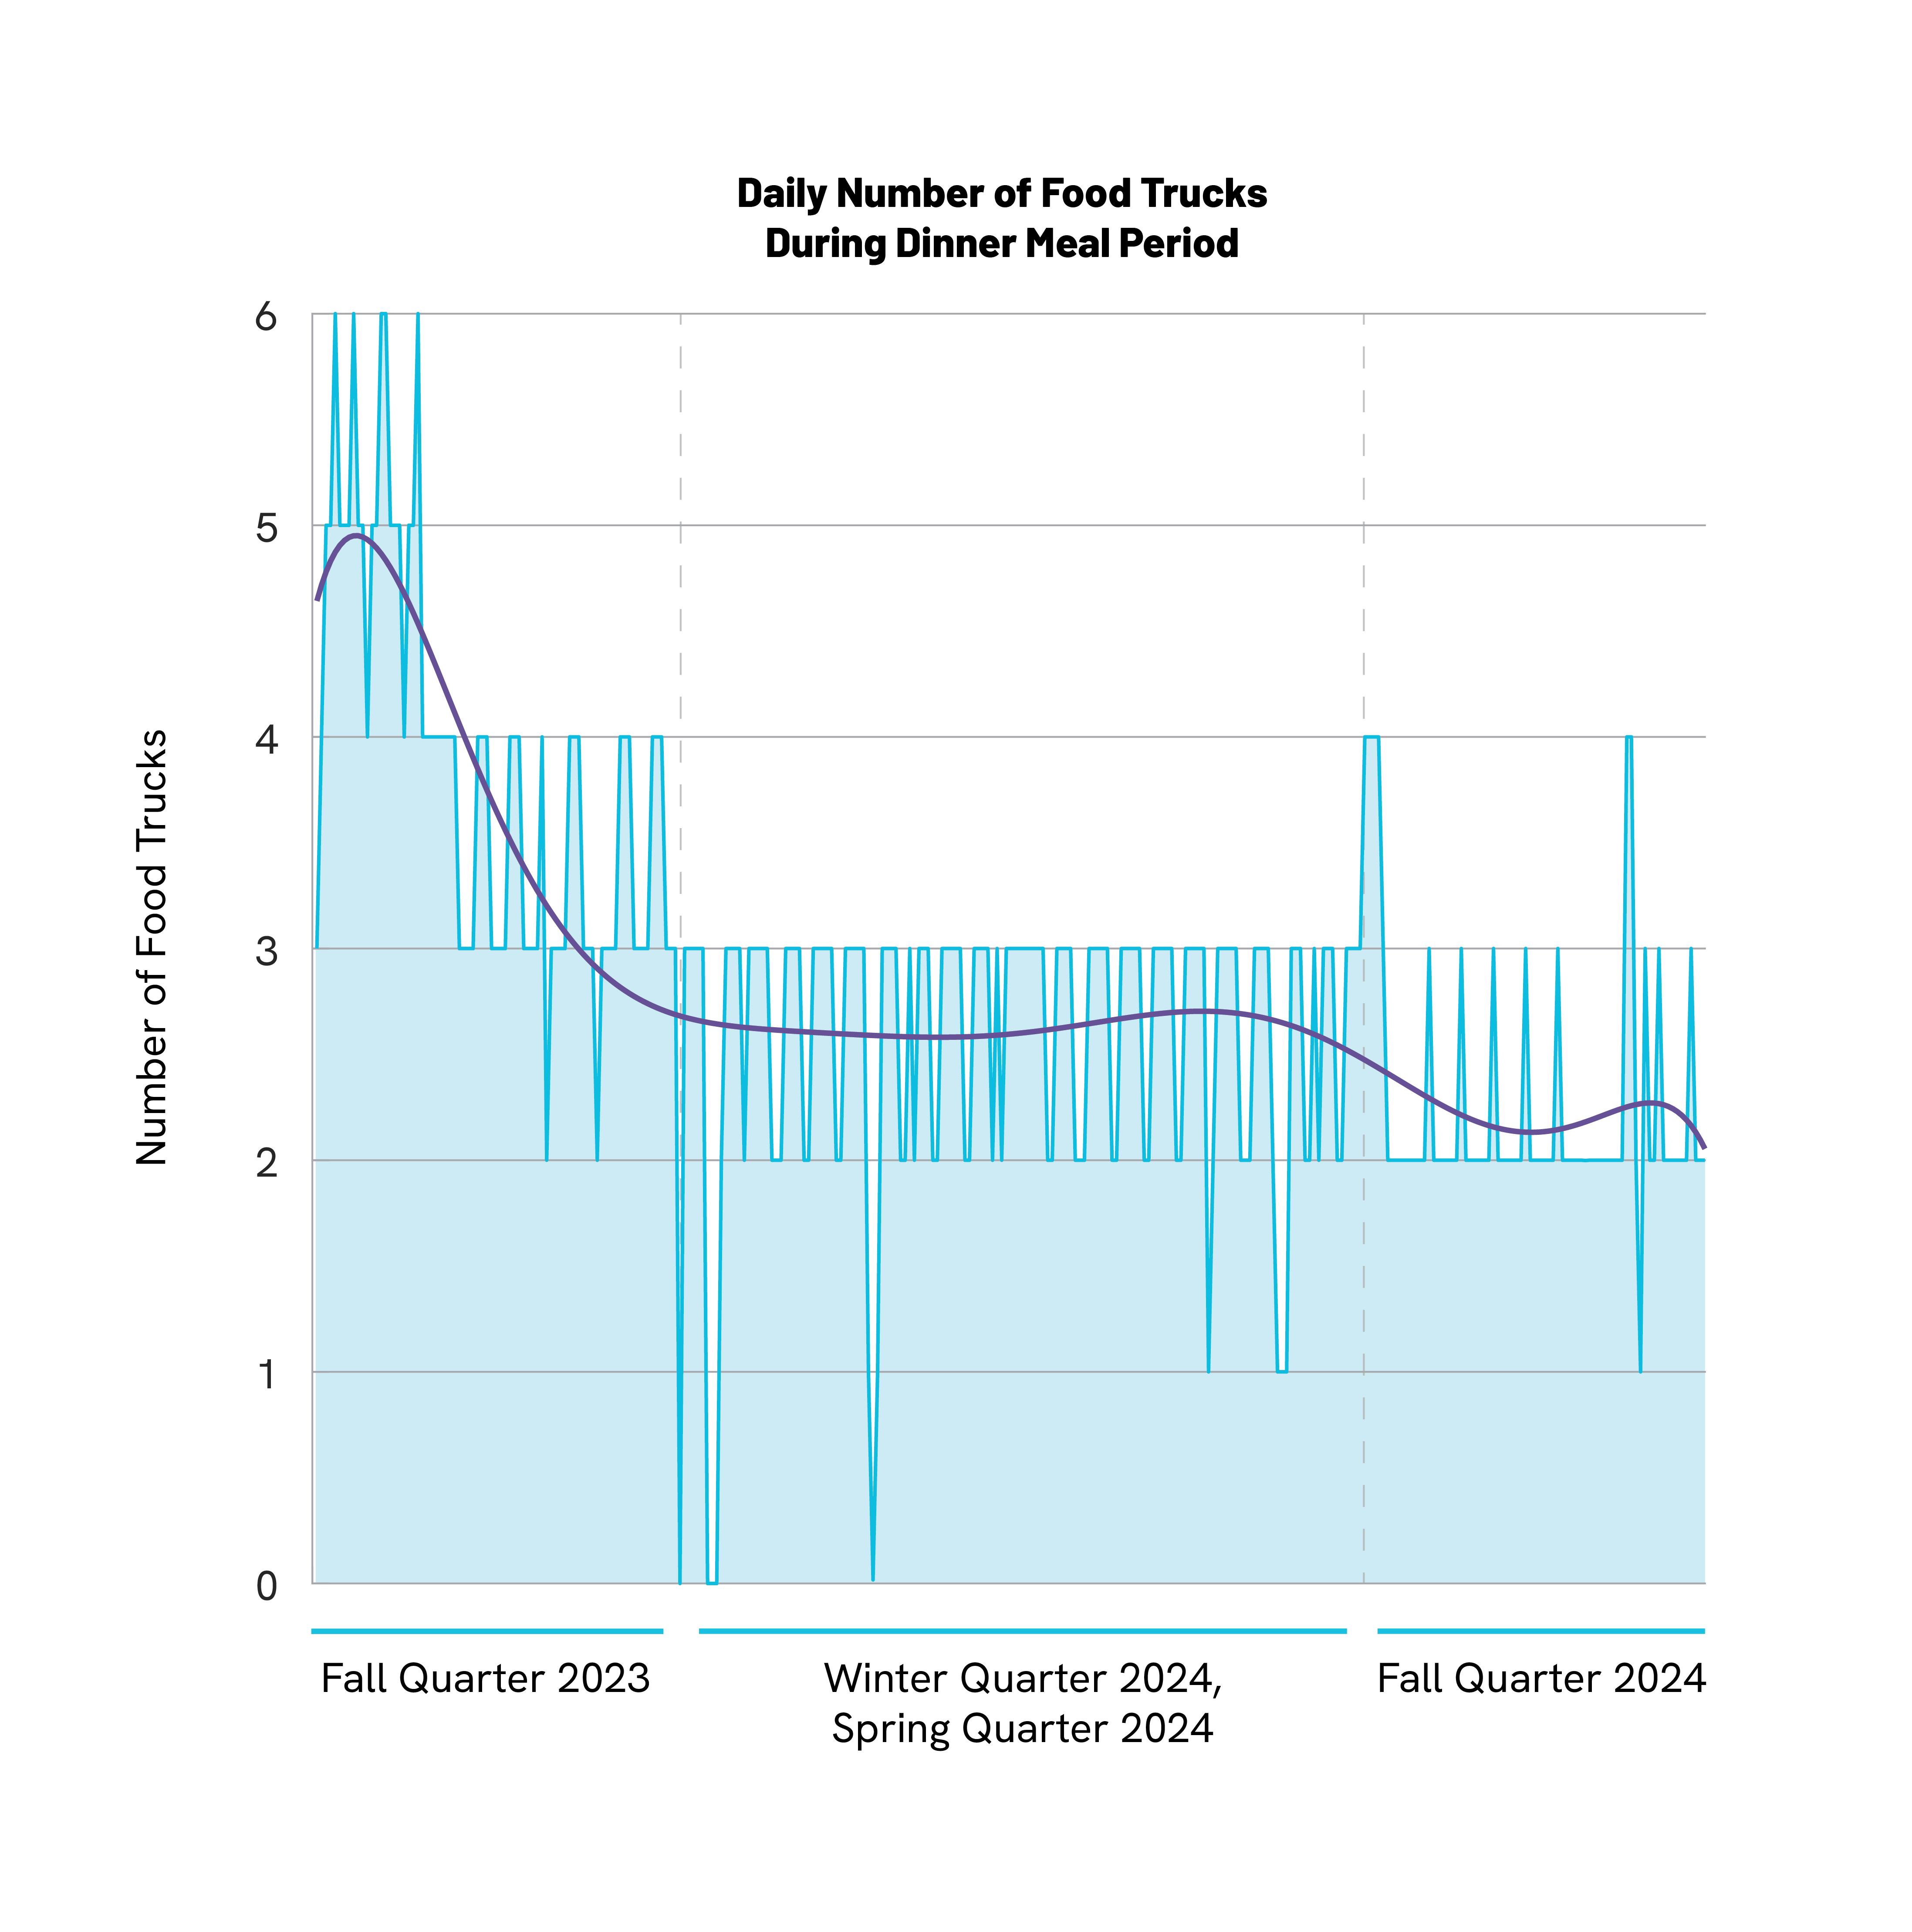 Daily Number of Food Trucks
During Dinner Meal Period
Number of Food Trucks
6
5
4
3
2
1
0
Fall Quarter 2023
Winter Quarter 2024,
Spring Quarter 2024
Fall Quarter 2024